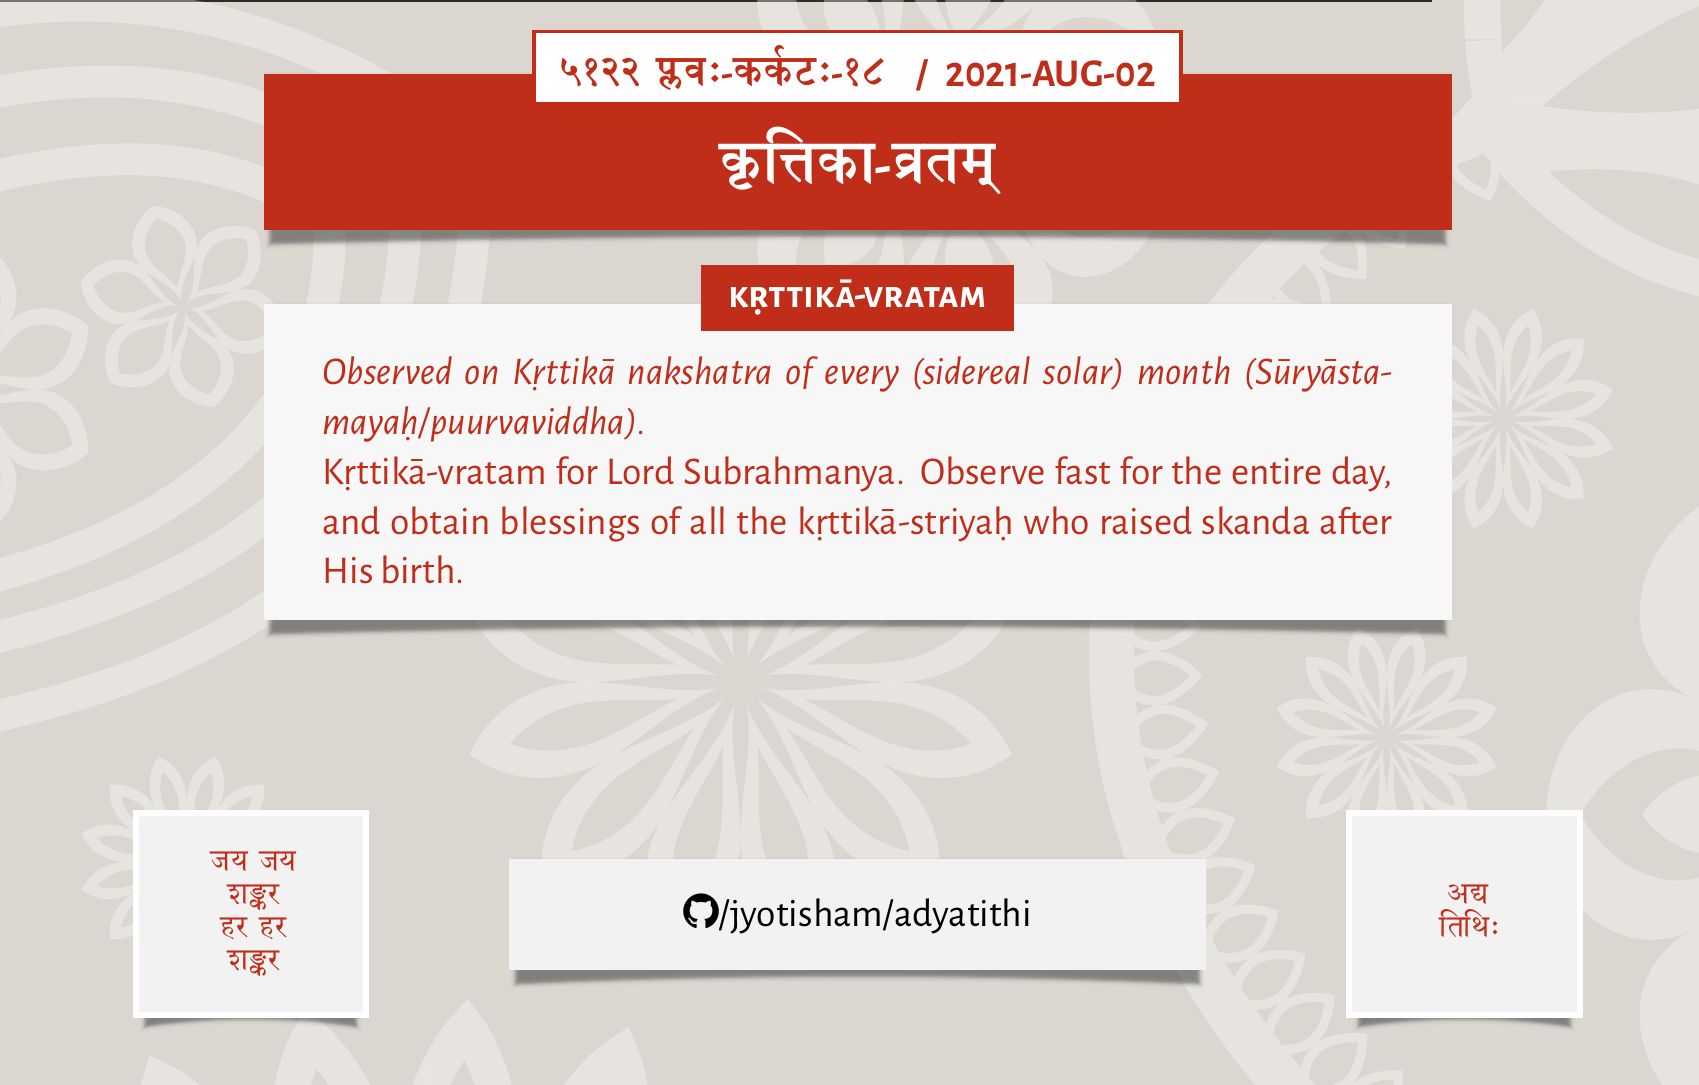 ५१२२ प्लवः-कर्कटः-१८ / 2021-AUG-02
कृत्तिका-व्रतम्
KṚTTIKĀ-VRATAM
Observed on Kṛttikā nakshatra of every (sidereal solar) month (Sūryāsta-
mayaḥ/puurvaviddha).
Kṛttikā-vratam for Lord Subrahmanya. Observe fast for the entire day,
and obtain blessings of all the kṛttikā-striyaḥ who raised skanda after
His birth.
जय जय
शङ्कर
हर हर
शङ्कर
/jyotisham/adyatithi
अद्य
तिथिः